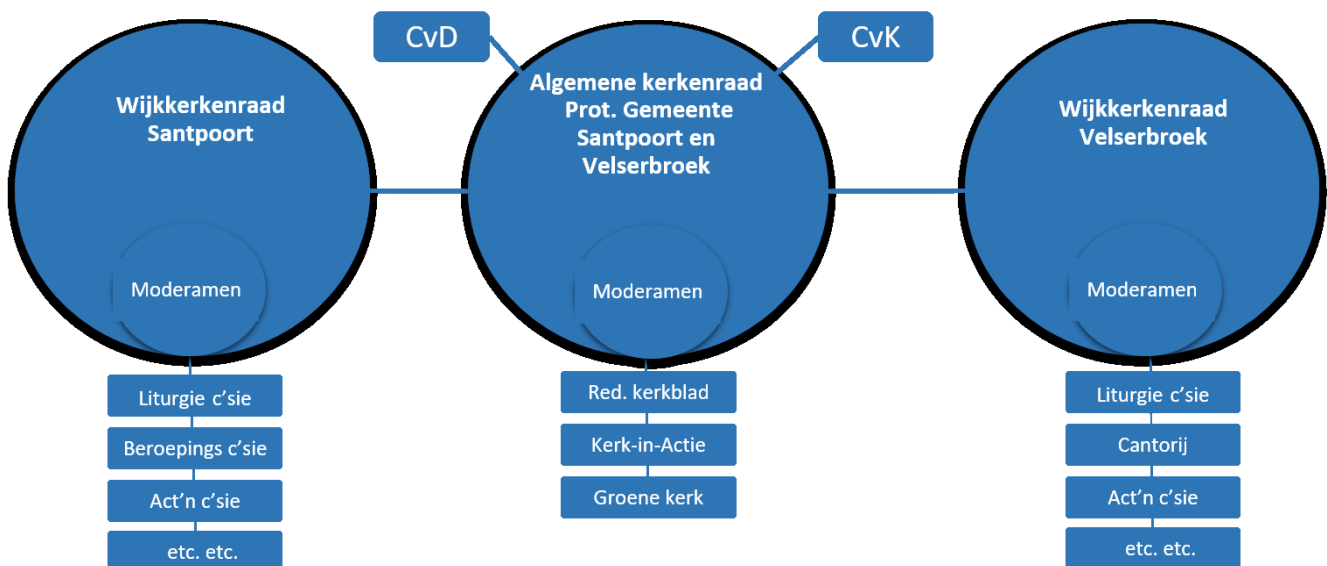 CvD
CvK
Wijkkerkenraad
Santpoort
Moderamen
Liturgie c’sie
Beroepings c’sie
Act’n c’sie
etc. etc.
Algemene kerkenraad
Prot. Gemeente
Santpoort en
Velserbroek
Moderamen
Red. kerkblad
Kerk-in-Actie
Groene kerk
Wijkkerkenraad
Velserbroek
Moderamen
Liturgie c’sie
Cantorij
Act’n c’sie
etc. etc.